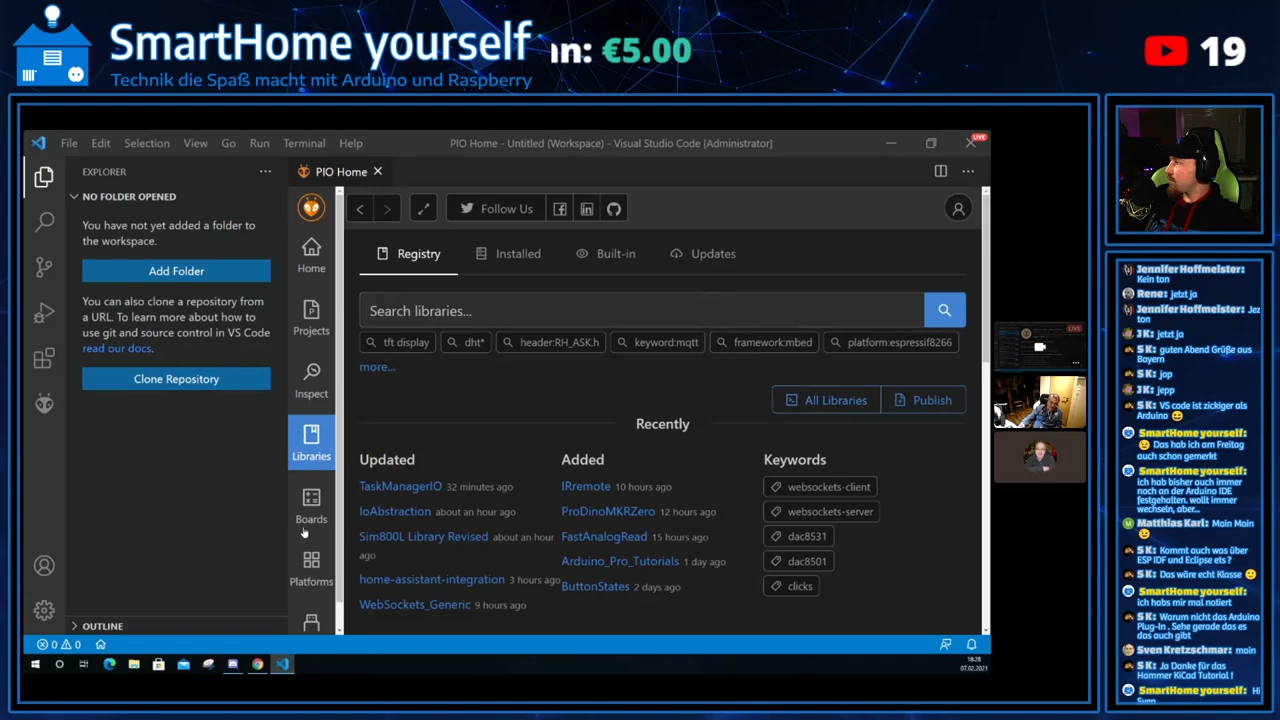 SmartHome yourself
Technik die Spaß macht mit Arduino und Raspberry
in: €5.00
19
File Edit Selection View Go Run Terminal Help
PIO Home - Untitled (Workspace) - Visual Studio Code [Administrator]
LIVE
EXPLORER
PIO Home
NO FOLDER OPENED
You have not yet added a folder to
the workspace.
Add Folder
You can also clone a repository from
a URL. To learn more about how to
use git and source control in VS Code
read our docs.
Clone Repository
OUTLINE
Home
Projects
Inspect
Libraries
Boards
Platforms
Follow Us
Registry Installed Built-in Updates
Search libraries...
tft display dht* header:RH_ASK.h keyword:mqtt framework:mbed platform:espressif8266
more...
All Libraries Publish
Recently
Updated
TaskManagerIO 32 minutes ago
IoAbstraction about an hour ago
Sim800L Library Revised about an hour
ago
home-assistant-integration 3 hours ago
WebSockets_Generic 9 hours ago
Added
IRremote 10 hours ago
ProDinoMKRZero 12 hours ago
FastAnalogRead 15 hours ago
Arduino_Pro_Tutorials 1 day ago
ButtonStates 2 days ago
Keywords
websockets-client
websockets-server
dac8531
dac8501
clicks
0 0
18:28
07.02.2021
LIVE
Jennifer Hoffmeister:
Kein ton
Rene: jetzt ja
Jennifer Hoffmeister: Jez
ton
J K: jetzt ja
S K: guten Abend Grüße aus
Bayern
S K: jop
J K: jepp
S K: VS code ist zickiger als
Arduino 😆
SmartHome yourself:
😉 Das hab ich am Freitag
auch schon gemerkt
SmartHome yourself:
ich hab bisher auch immer
noch an der Arduino IDE
festgehalten. wollt immer
wechseln, aber...
Matthias Karl: Moin Moin
😉
S K: Kommt auch was über
ESP IDF und Eclipse ets ?
S K: Das wäre echt Klasse 🙂
SmartHome yourself:
ich habs mir mal notiert
S K: Warum nicht das Arduino
Plug-In . Sehe gerade das es
das auch gibt
Sven Kretzschmar: moin
S K: Ja Danke für das
Hammer KiCad Tutorial !
SmartHome yourself: Hi
Sven